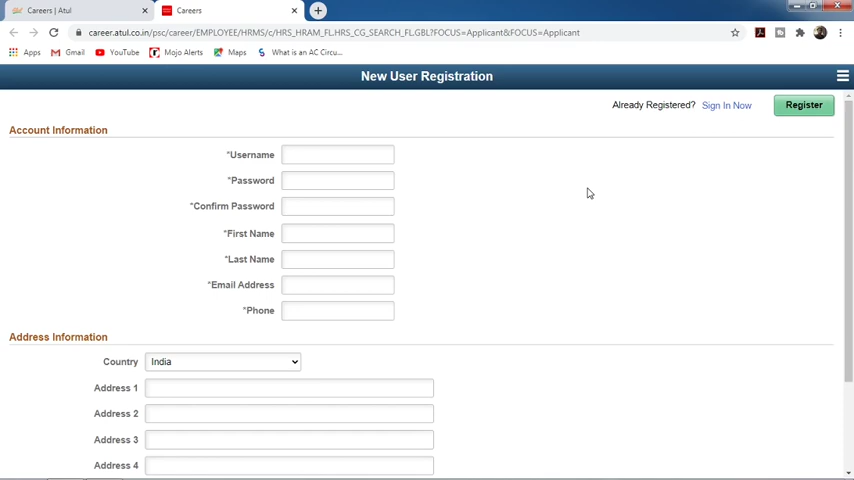 Careers | Atul
Careers
career.atul.co.in/psc/career/EMPLOYEE/HRMS/c/HRS_HRAM_FL.HRS_CG_SEARCH_FL.GBL?FOCUS=Applicant&FOCUS=Applicant
Apps Gmail YouTube Mojo Alerts Maps What is an AC Circu...
New User Registration
Already Registered? Sign In Now Register
Account Information
*Username
*Password
*Confirm Password
*First Name
*Last Name
*Email Address
*Phone
Address Information
Country India
Address 1
Address 2
Address 3
Address 4